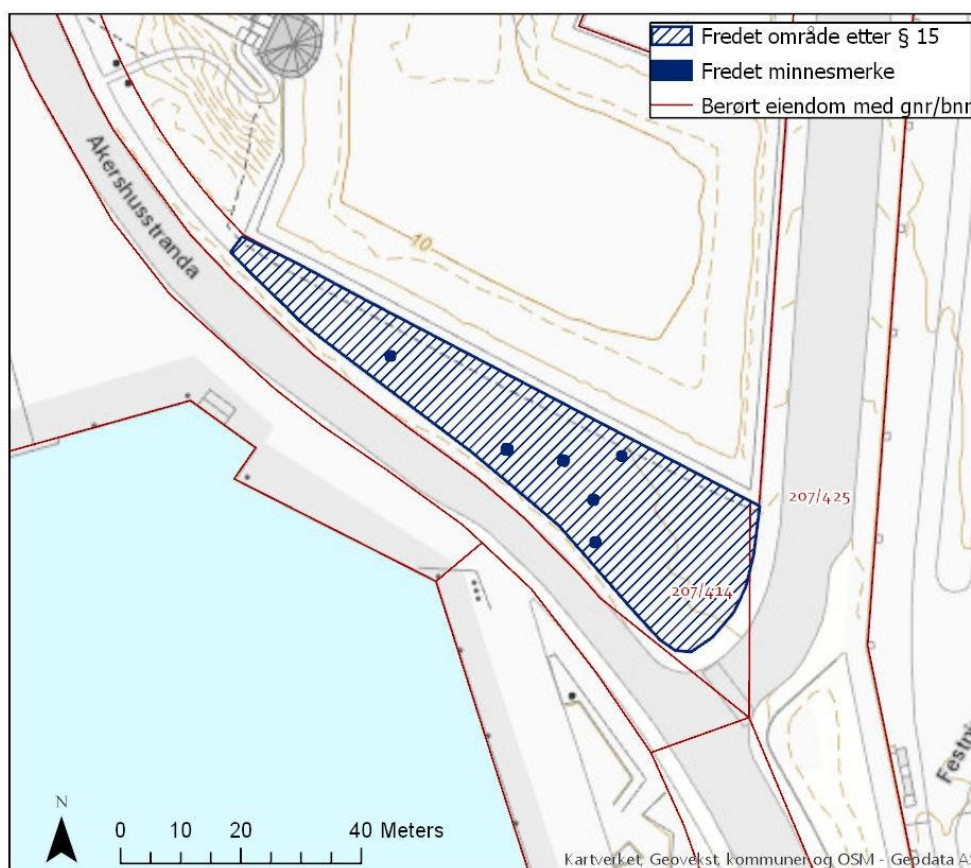 Fredet område etter § 15
Fredet minnesmerke
Berørt eiendom med gnr/bnr
Akershusstranda
10
207/425
207/414
N
0 10 20 40 Meters
Kartverket, Geovekst, kommuner og OSM - Geodata A